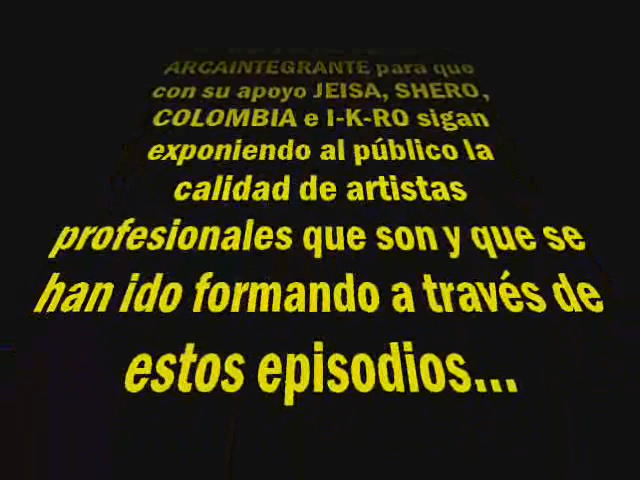 ARCAINTEGRANTE para que
con su apoyo JEISA, SHERO,
COLOMBIA e I-K-RO sigan
exponiendo al público la
calidad de artistas
profesionales que son y que se
han ido formando a través de
estos episodios...